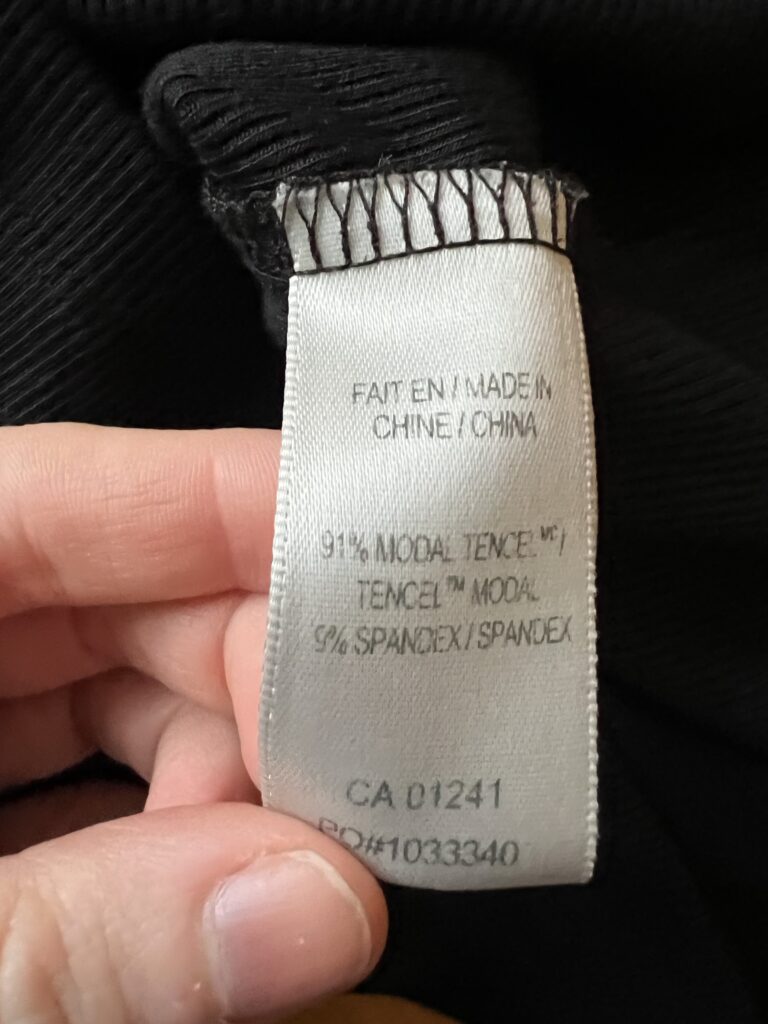 FAIT EN / MADE IN
CHINE / CHINA
91% MODAL TENCEL MC /
TENCEL™ MODAL
9% SPANDEX / SPANDEX
CA 01241
PO#1033340